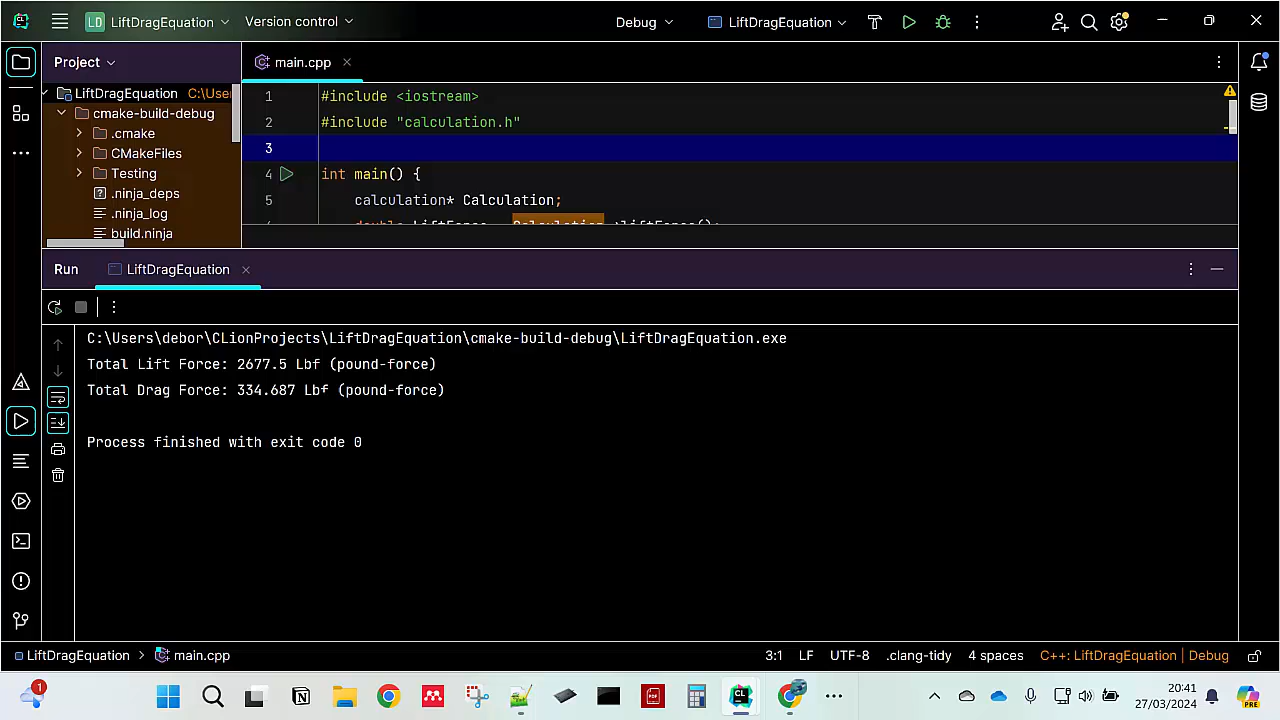 LD LiftDragEquation Version control Debug LiftDragEquation
Project main.cpp
LiftDragEquation C:\User
cmake-build-debug
.cmake
CMakeFiles
Testing
.ninja_deps
.ninja_log
build.ninja
1 #include <iostream>
2 #include "calculation.h"
3
4 int main() {
5 calculation* Calculation;
Run LiftDragEquation
C:\Users\debor\CLionProjects\LiftDragEquation\cmake-build-debug\LiftDragEquation.exe
Total Lift Force: 2677.5 Lbf (pound-force)
Total Drag Force: 334.687 Lbf (pound-force)
Process finished with exit code 0
LiftDragEquation main.cpp 3:1 LF UTF-8 .clang-tidy 4 spaces C++: LiftDragEquation | Debug
1 20:41
27/03/2024
PRE